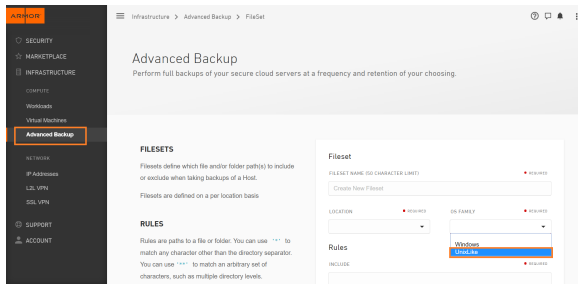 ARMOR
Infrastructure > Advanced Backup > FileSet
SECURITY
MARKETPLACE
INFRASTRUCTURE
COMPUTE
Workloads
Virtual Machines
Advanced Backup
NETWORK
IP Addresses
L2L VPN
SSL VPN
SUPPORT
ACCOUNT
Advanced Backup
Perform full backups of your secure cloud servers at a frequency and retention of your choosing.
FILESETS
Filesets define which file and/or folder path(s) to include
or exclude when taking backups of a Host.
Filesets are defined on a per location basis
RULES
Rules are paths to a file or folder. You can use '*' to
match any character other than the directory separator.
You can use '**' to match an arbitrary set of
characters, such as multiple directory levels.
Fileset
FILESET NAME (50 CHARACTER LIMIT) REQUIRED
Create New Fileset
LOCATION REQUIRED OS FAMILY REQUIRED
Windows
UnixLike
Rules
INCLUDE REQUIRED